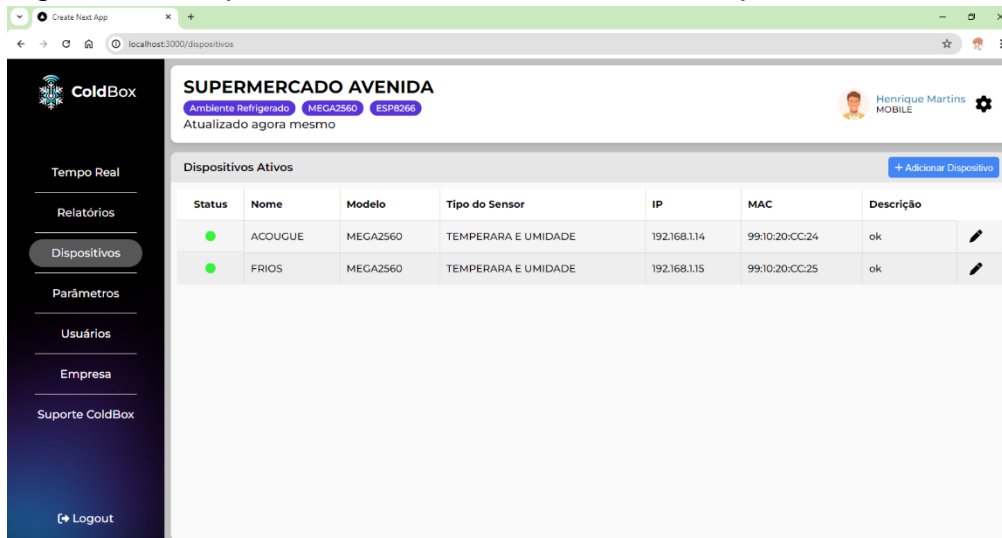 Create Next App
localhost:3000/dispositivos
ColdBox
SUPERMERCADO AVENIDA
Ambiente Refrigerado MEGA2560 ESP8266
Atualizado agora mesmo
Henrique Martins
MOBILE
Tempo Real
Relatórios
Dispositivos
Parâmetros
Usuários
Empresa
Suporte ColdBox
Logout
Dispositivos Ativos
+ Adicionar Dispositivo
Status Nome Modelo Tipo do Sensor IP MAC Descrição
ACOUGUE MEGA2560 TEMPERARA E UMIDADE 192.168.1.14 99:10:20:CC:24 ok
FRIOS MEGA2560 TEMPERARA E UMIDADE 192.168.1.15 99:10:20:CC:25 ok